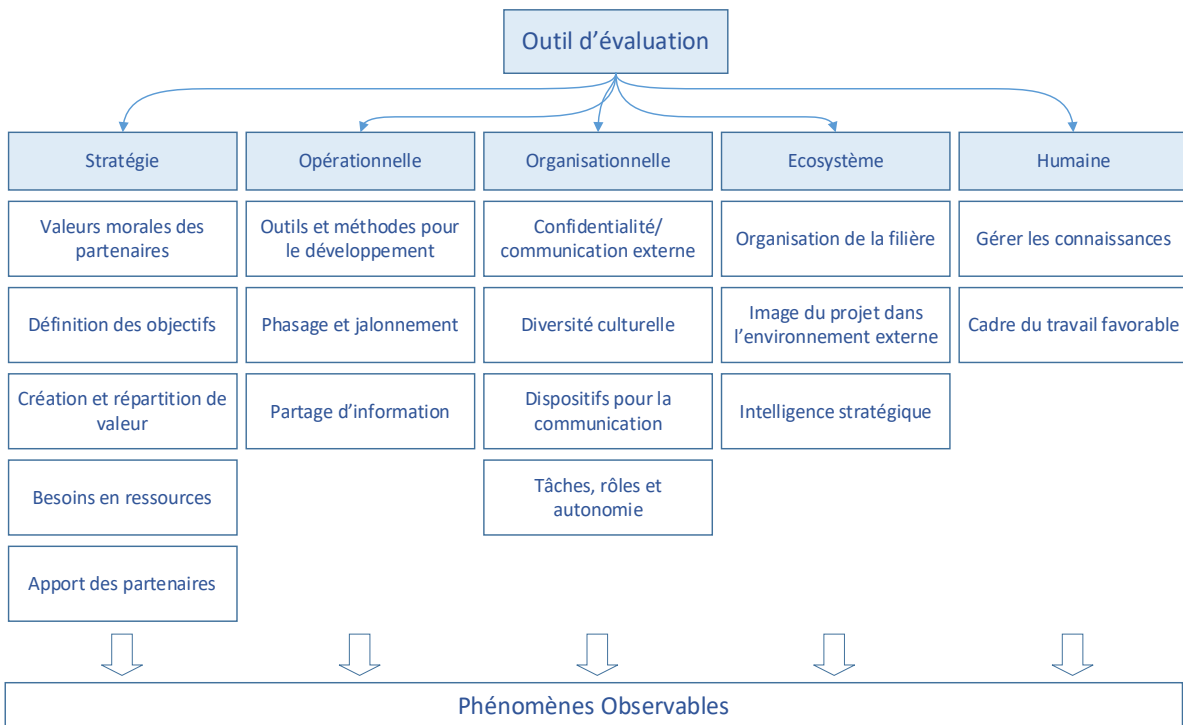 Outil d'évaluation
Stratégie
Opérationnelle
Organisationnelle
Ecosystème
Humaine
Valeurs morales des
partenaires
Outils et méthodes pour
le développement
Confidentialité/
communication externe
Organisation de la filière
Gérer les connaissances
Définition des objectifs
Phasage et jalonnement
Diversité culturelle
Image du projet dans
l'environnement externe
Cadre du travail favorable
Création et répartition de
valeur
Partage d'information
Dispositifs pour la
communication
Intelligence stratégique
Besoins en ressources
Tâches, rôles et
autonomie
Apport des partenaires
Phénomènes Observables